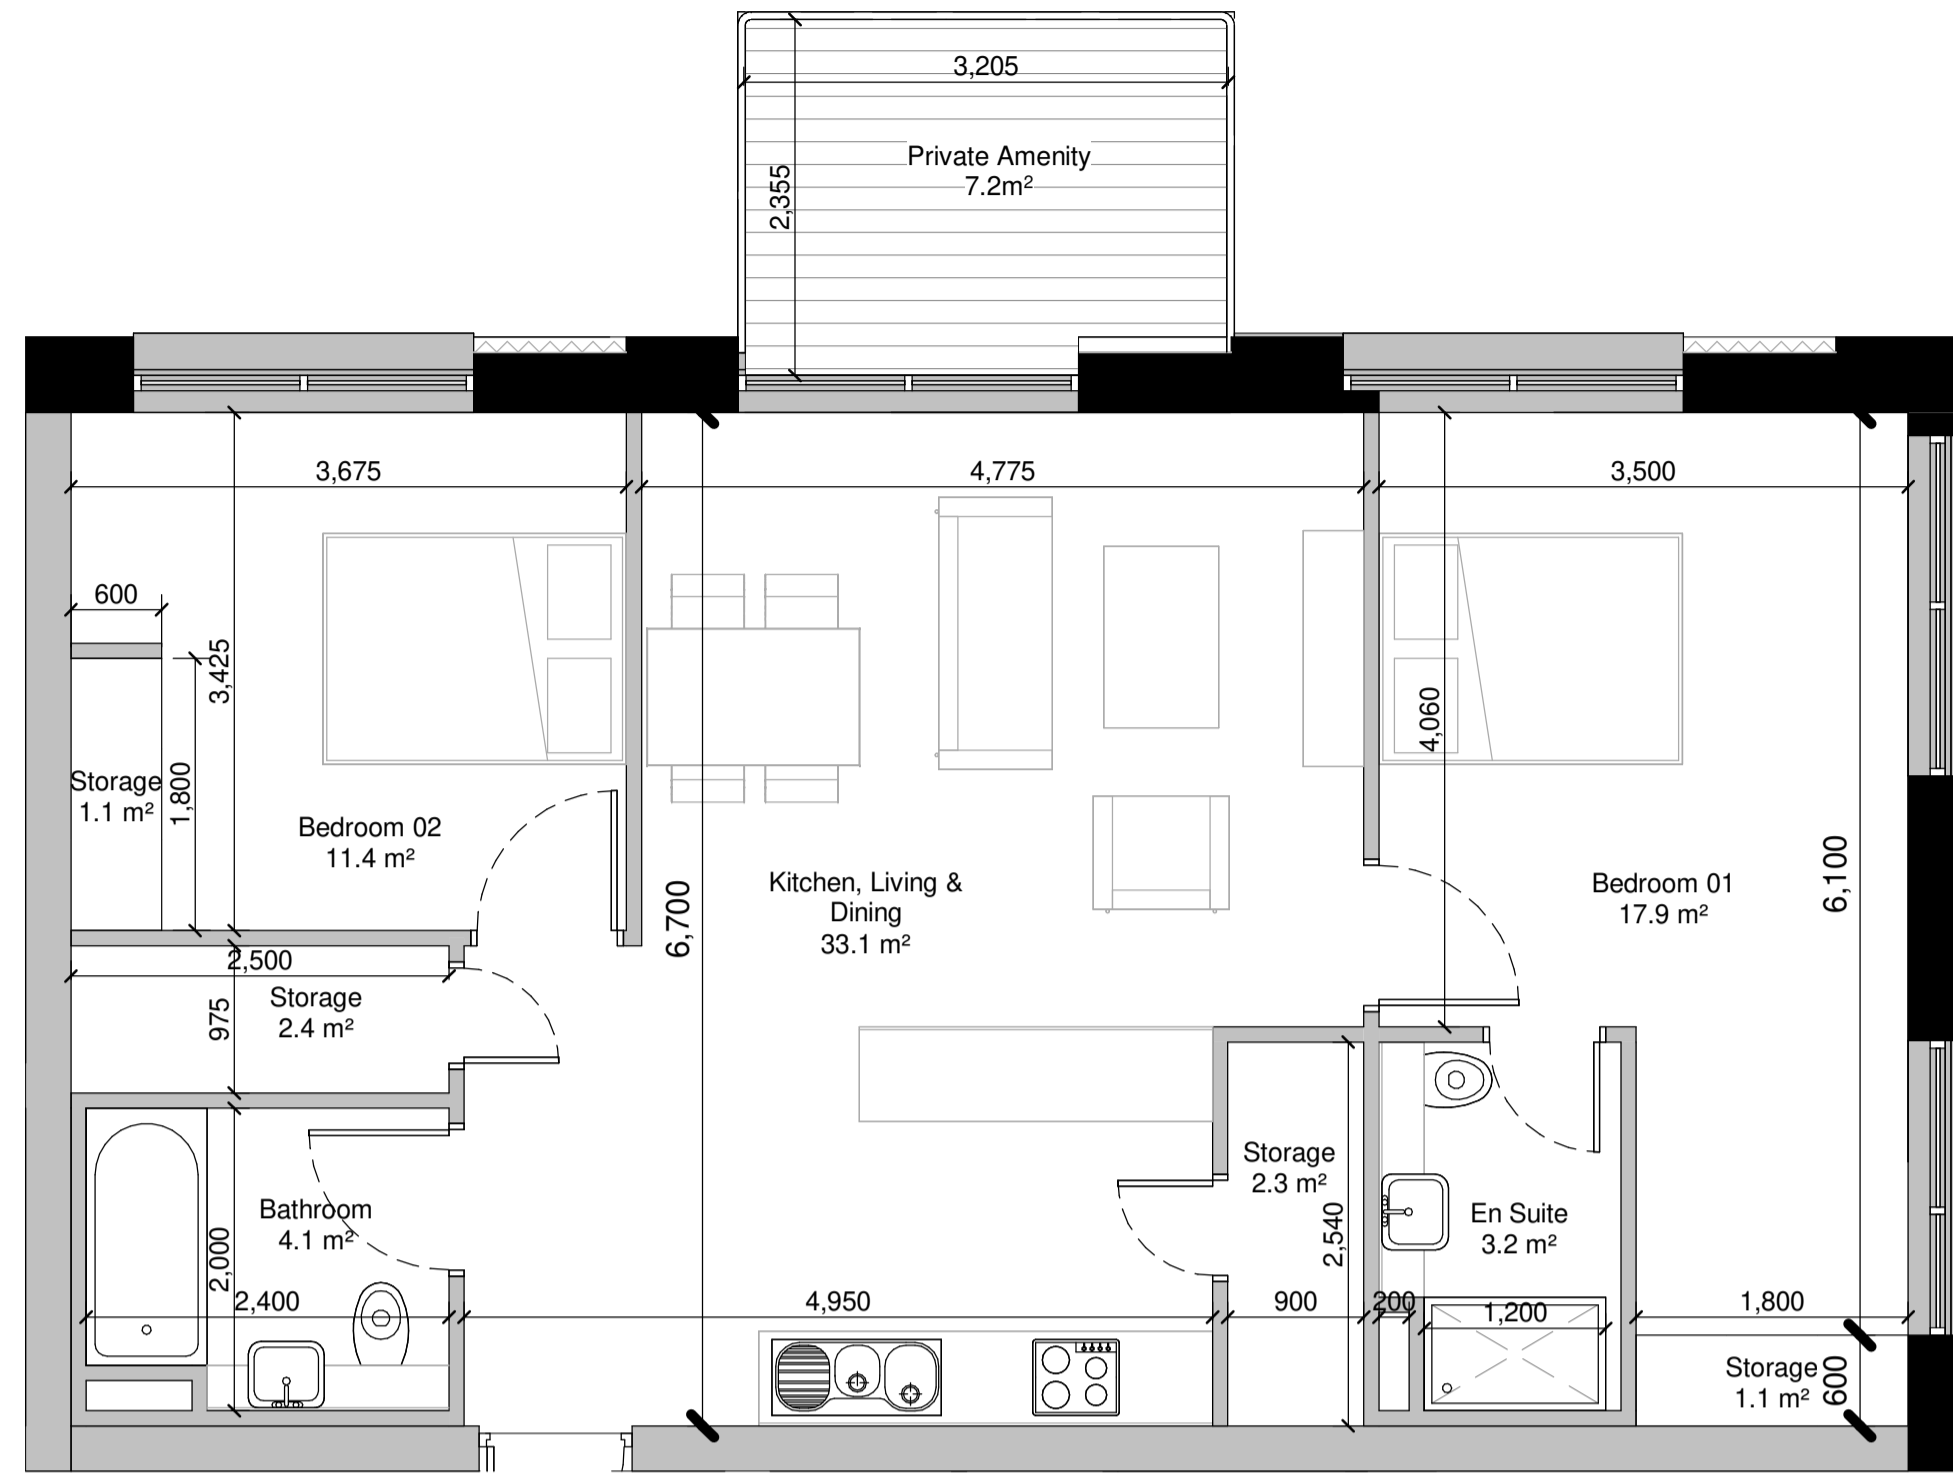 3,205
Private Amenity
7.2m²
2,355
3,675
4,775
3,500
600
3,425
4,060
Storage
1.1 m²
1,800
Bedroom 02
11.4 m²
6,700
Kitchen, Living &
Dining
33.1 m²
Bedroom 01
17.9 m²
6,100
2,500
Storage
2.4 m²
975
Storage
2.3 m²
Bathroom
4.1 m²
2,000
2,540
En Suite
3.2 m²
2,400
4,950
900
200
1,200
1,800
Storage
1.1 m²
600